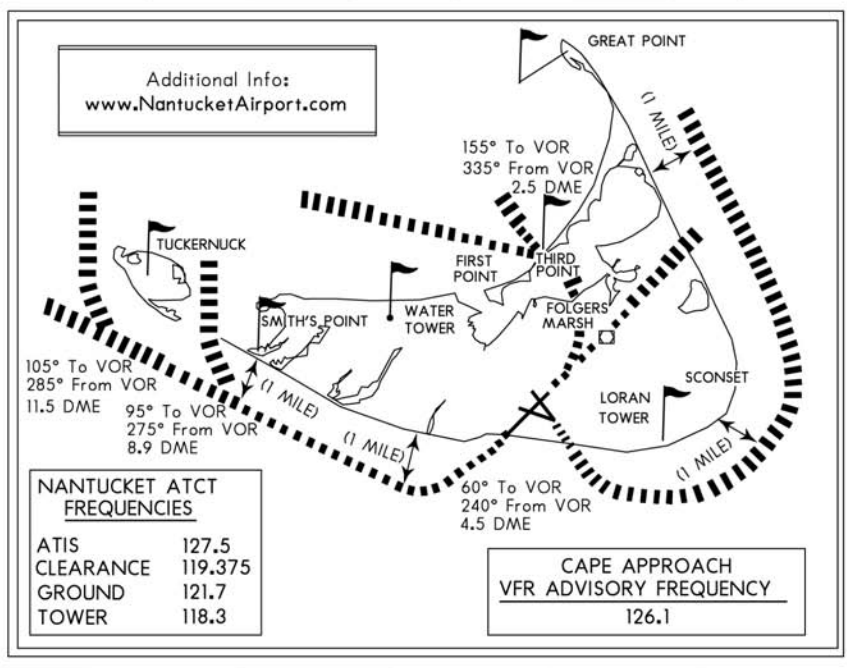 Additional Info:
www.NantucketAirport.com
GREAT POINT
(1 MILE)
155° To VOR
335° From VOR
2.5 DME
TUCKERNUCK
FIRST
POINT
THIRD
POINT
SMITH'S POINT
WATER
TOWER
FOLGERS
MARSH
105° To VOR
285° From VOR
11.5 DME
95° To VOR
275° From VOR
8.9 DME
(1 MILE)
(1 MILE)
LORAN
TOWER
SCONSET
(1 MILE)
60° To VOR
240° From VOR
4.5 DME
NANTUCKET ATCT
FREQUENCIES
ATIS 127.5
CLEARANCE 119.375
GROUND 121.7
TOWER 118.3
CAPE APPROACH
VFR ADVISORY FREQUENCY
126.1